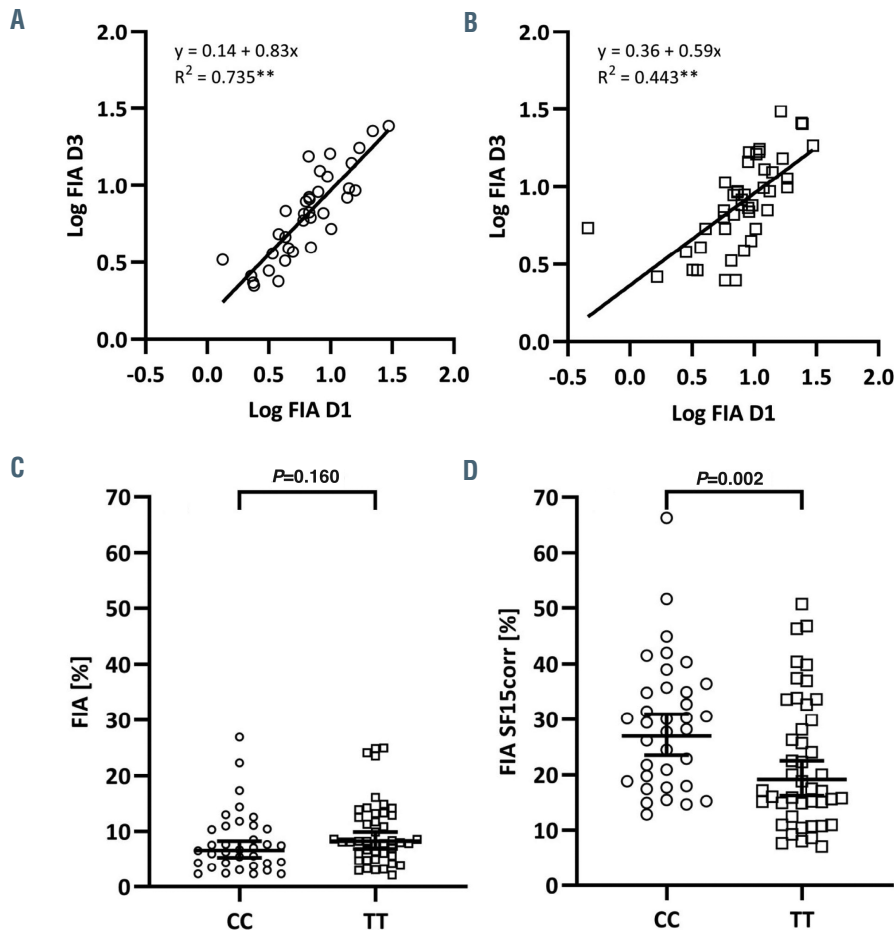 A
B
y = 0.14 + 0.83x
R² = 0.735**
y = 0.36 + 0.59x
R² = 0.443**
Log FIA D3
2.0
1.5
1.0
0.5
0.0
-0.5 0.0 0.5 1.0 1.5 2.0
Log FIA D1
Log FIA D3
2.0
1.5
1.0
0.5
0.0
-0.5 0.0 0.5 1.0 1.5 2.0
Log FIA D1
C
P=0.160
FIA [%]
70
60
50
40
30
20
10
0
CC TT
D
P=0.002
FIA SF15corr [%]
70
60
50
40
30
20
10
0
CC TT